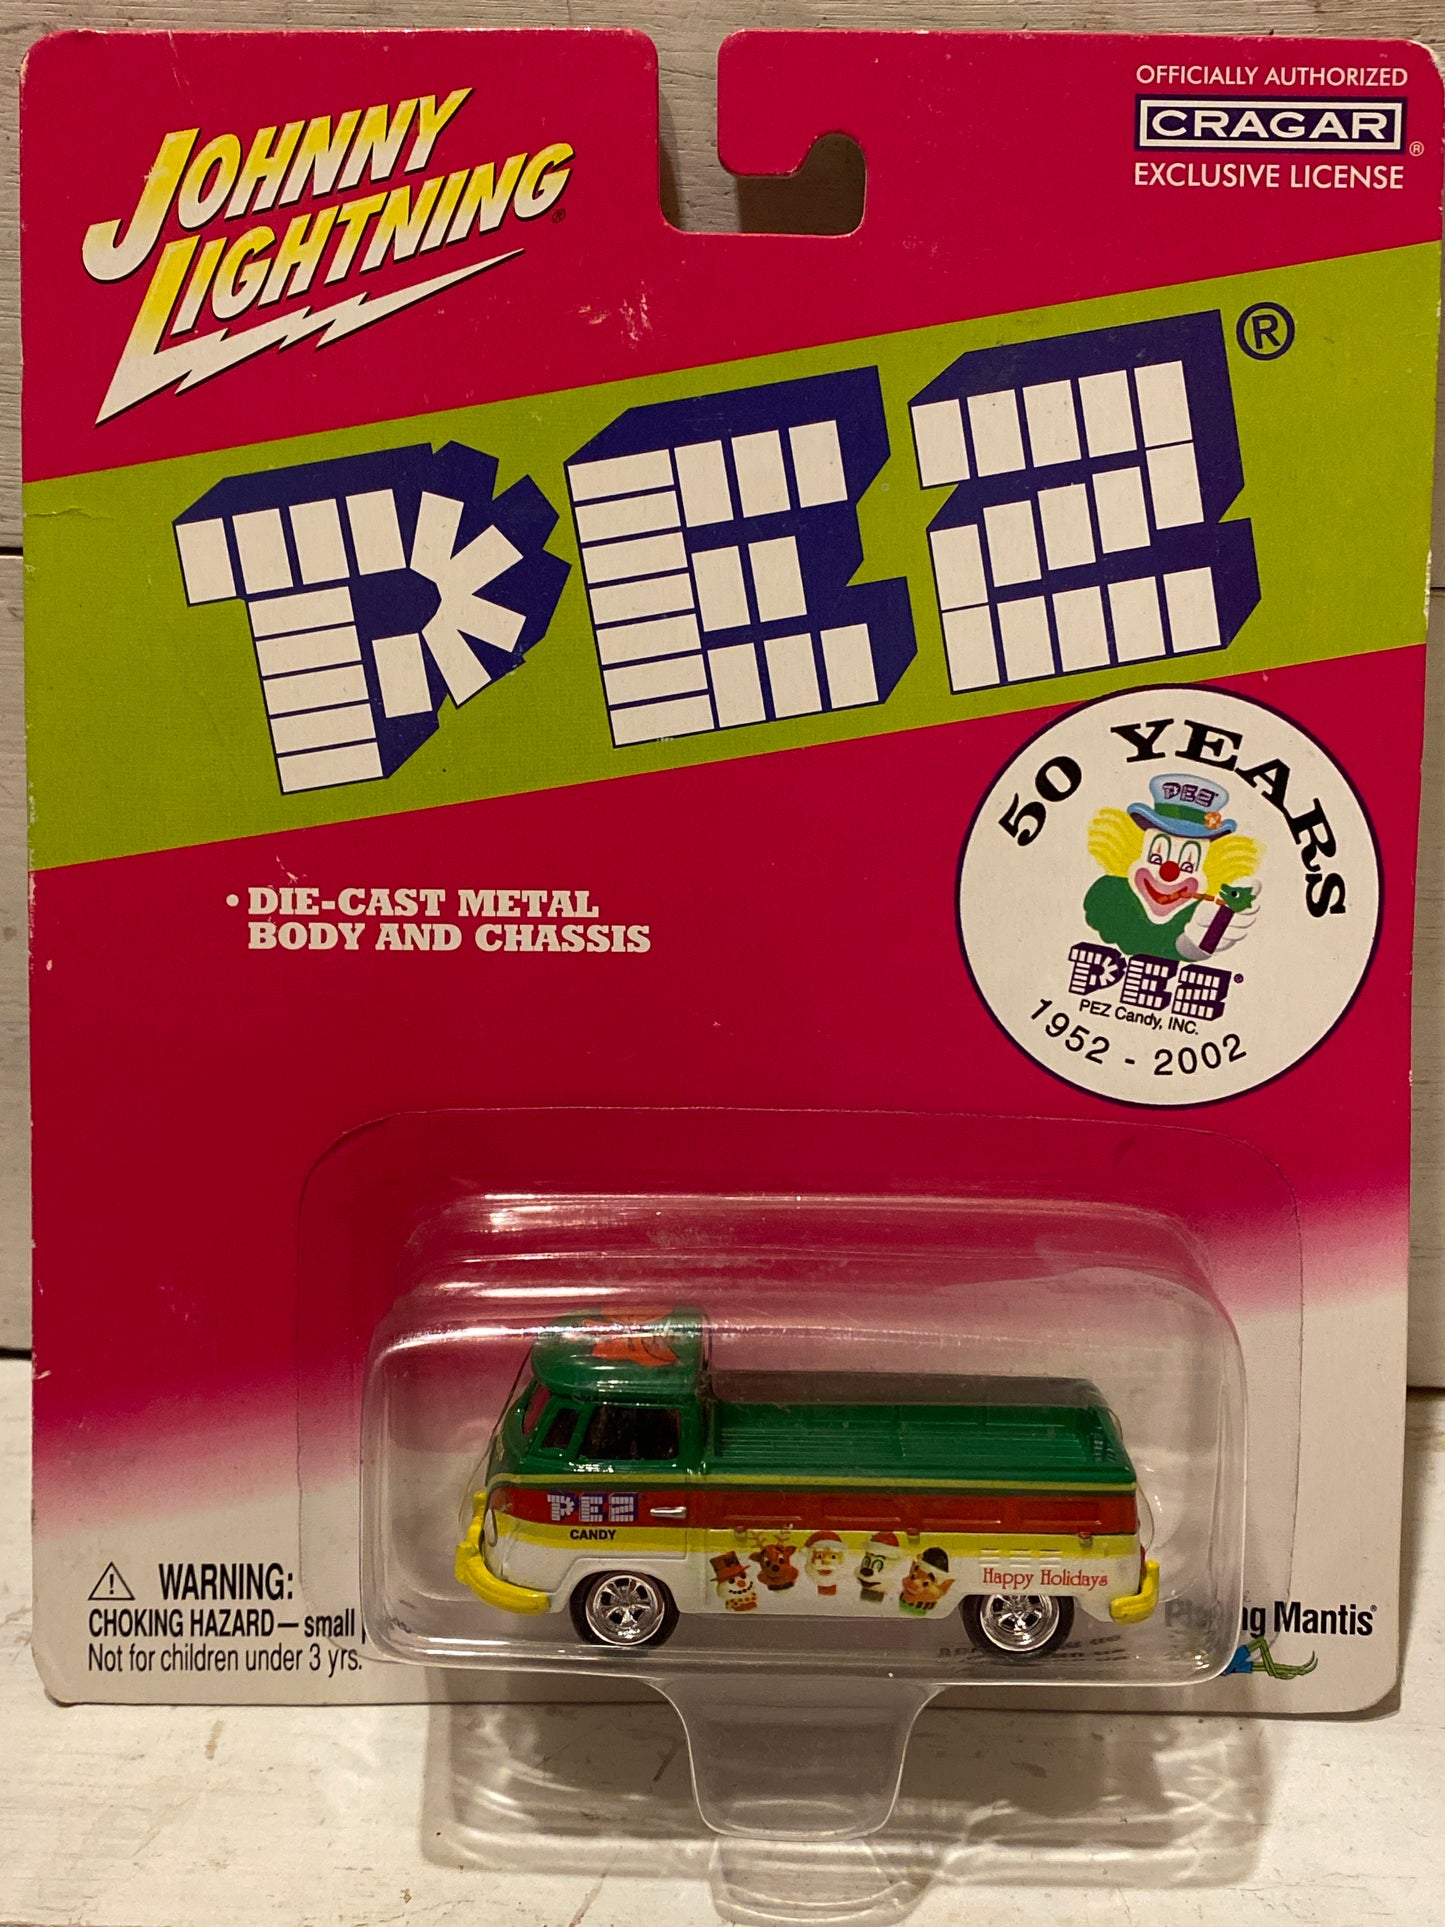 JOHNNY
LIGHTNING®
OFFICIALLY AUTHORIZED
CRAGAR®
EXCLUSIVE LICENSE
PEZ®
• DIE-CAST METAL
BODY AND CHASSIS
50 YEARS
PEZ
PEZ®
PEZ Candy, INC.
1952 - 2002
PEZ
CANDY
Happy Holidays
WARNING:
CHOKING HAZARD — small
Not for children under 3 yrs.
Mantis®